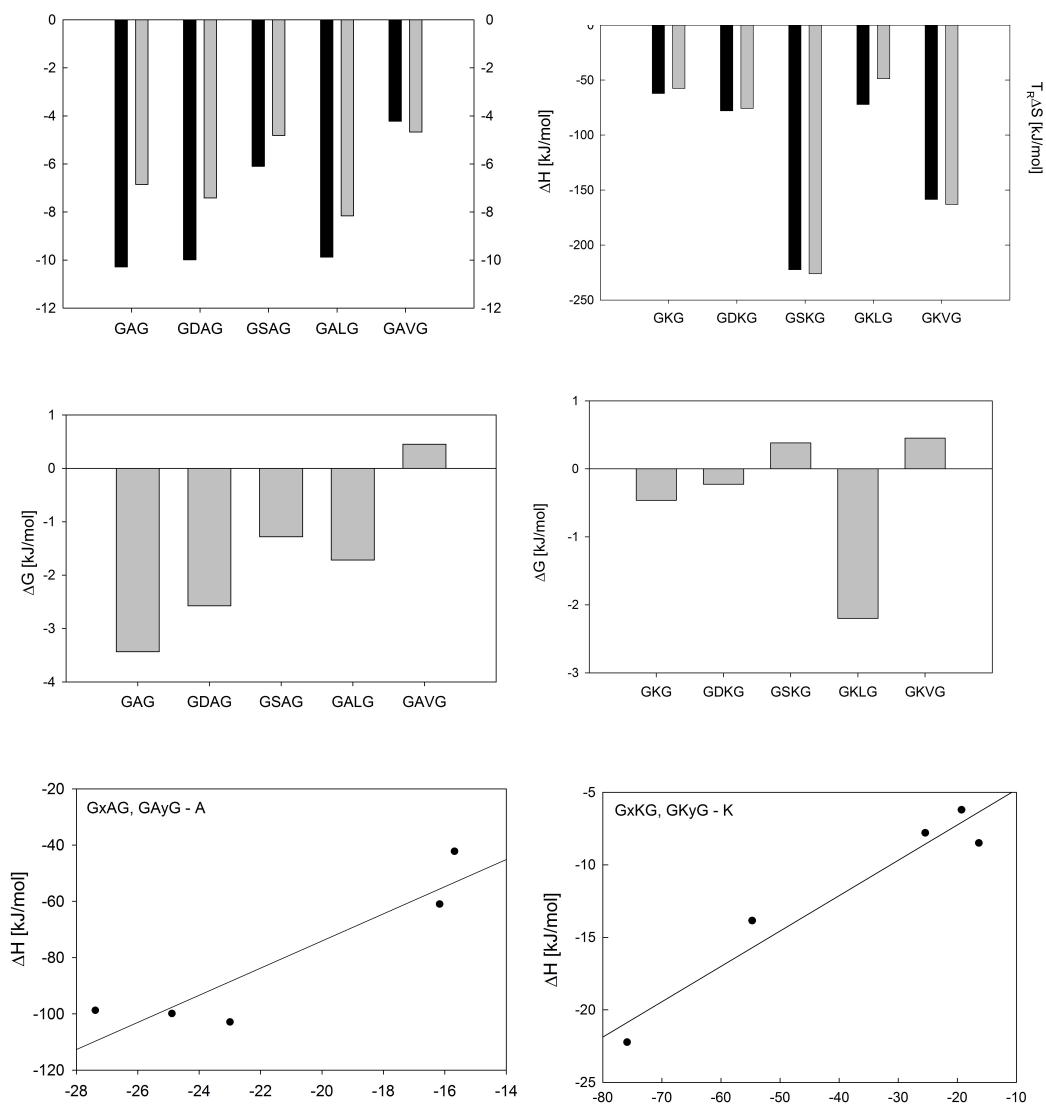 0 0
-2 -2
-4 -4
-6 -6
-8 -8
-10 -10
-12 -12
GAG GDAG GSAG GALG GAVG
-50
-100
-150
-200
-250
ΔH [kJ/mol]
TRΔS [kJ/mol]
GKG GDKG GSKG GKLG GKVG
1
0
-1
-2
-3
-4
ΔG [kJ/mol]
GAG GDAG GSAG GALG GAVG
1
0
-1
-2
-3
ΔG [kJ/mol]
GKG GDKG GSKG GKLG GKVG
GxAG, GAyG - A
-20
-40
-60
-80
-100
-120
ΔH [kJ/mol]
-28 -26 -24 -22 -20 -18 -16 -14
GxKG, GKyG - K
-5
-10
-15
-20
-25
ΔH [kJ/mol]
-80 -70 -60 -50 -40 -30 -20 -10